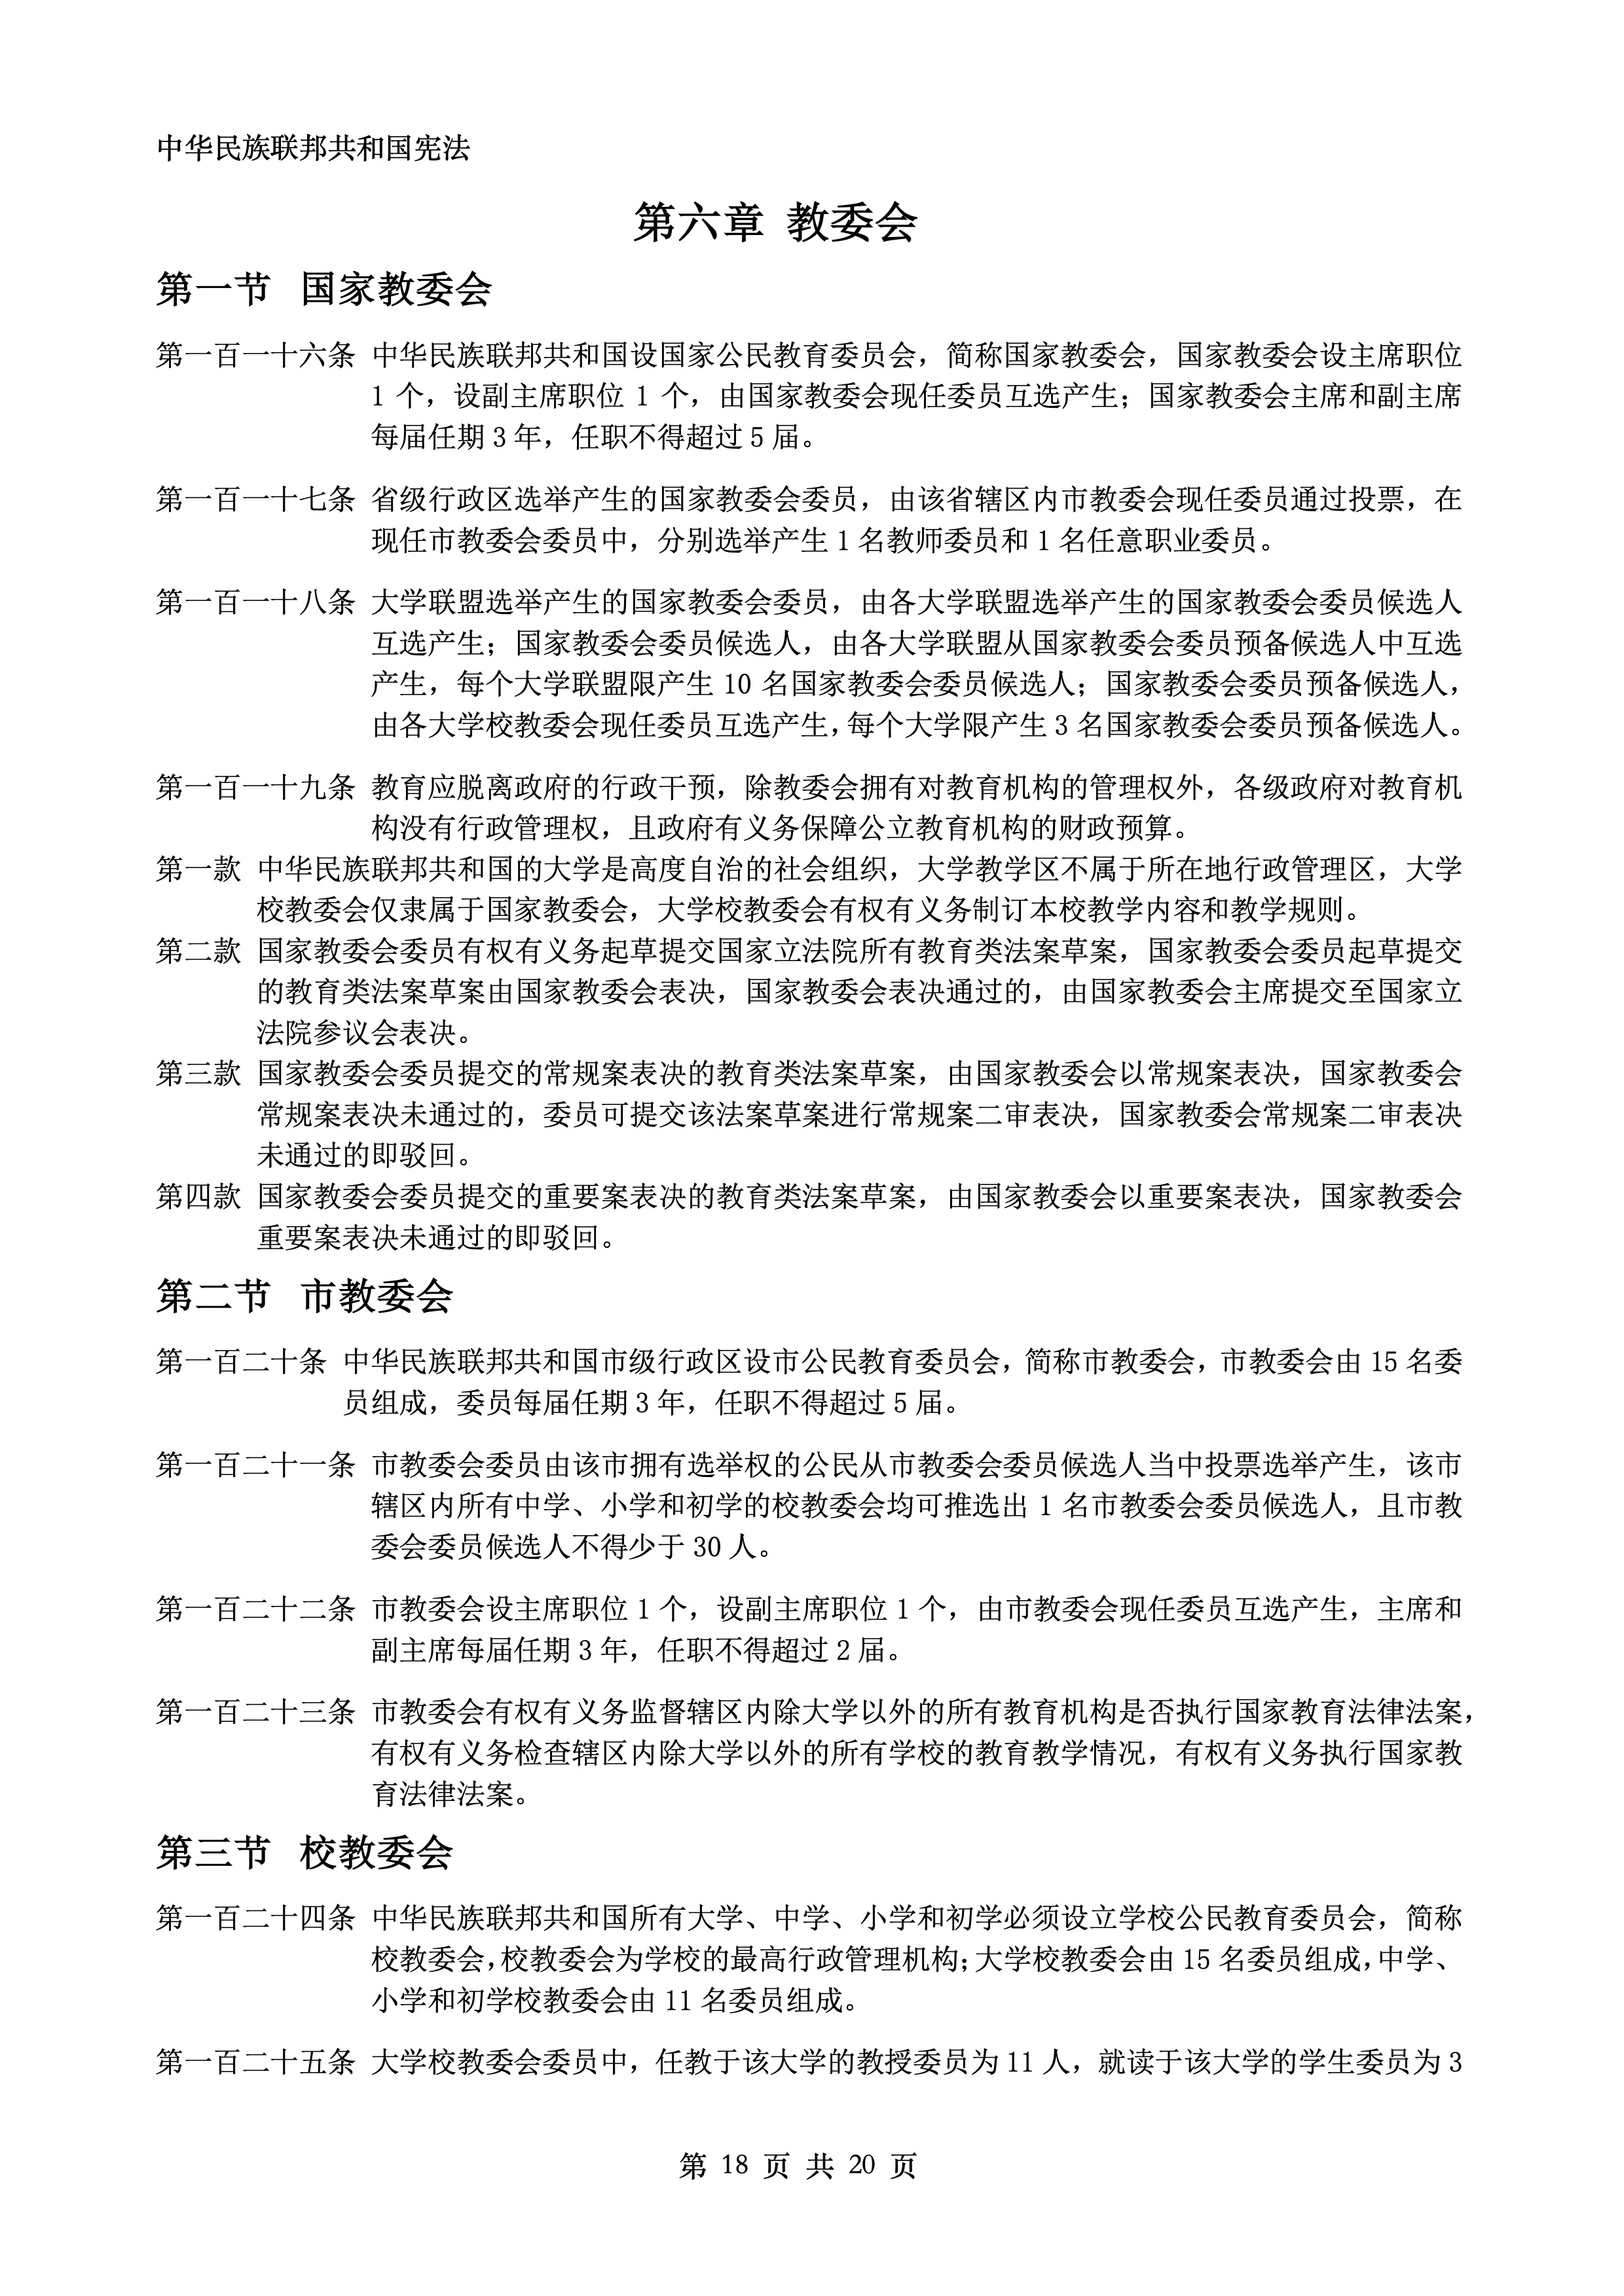 中华民族联邦共和国宪法
第六章 教委会
第一节 国家教委会
第一百一十六条 中华民族联邦共和国设国家公民教育委员会，简称国家教委会，国家教委会设主席职位
1 个，设副主席职位 1 个，由国家教委会现任委员互选产生；国家教委会主席和副主席
每届任期 3 年，任职不得超过 5 届。
第一百一十七条 省级行政区选举产生的国家教委会委员，由该省辖区内市教委会现任委员通过投票，在
现任市教委会委员中，分别选举产生 1 名教师委员和 1 名任意职业委员。
第一百一十八条 大学联盟选举产生的国家教委会委员，由各大学联盟选举产生的国家教委会委员候选人
互选产生；国家教委会委员候选人，由各大学联盟从国家教委会委员预备候选人中互选
产生，每个大学联盟限产生 10 名国家教委会委员候选人；国家教委会委员预备候选人，
由各大学校教委会现任委员互选产生，每个大学限产生 3 名国家教委会委员预备候选人。
第一百一十九条 教育应脱离政府的行政干预，除教委会拥有对教育机构的管理权外，各级政府对教育机
构没有行政管理权，且政府有义务保障公立教育机构的财政预算。
第一款 中华民族联邦共和国的大学是高度自治的社会组织，大学教学区不属于所在地行政管理区，大学
校教委会仅隶属于国家教委会，大学校教委会有权有义务制订本校教学内容和教学规则。
第二款 国家教委会委员有权有义务起草提交国家立法院所有教育类法案草案，国家教委会委员起草提交
的教育类法案草案由国家教委会表决，国家教委会表决通过的，由国家教委会主席提交至国家立
法院参议会表决。
第三款 国家教委会委员提交的常规案表决的教育类法案草案，由国家教委会以常规案表决，国家教委会
常规案表决未通过的，委员可提交该法案草案进行常规案二审表决，国家教委会常规案二审表决
未通过的即驳回。
第四款 国家教委会委员提交的重要案表决的教育类法案草案，由国家教委会以重要案表决，国家教委会
重要案表决未通过的即驳回。
第二节 市教委会
第一百二十条 中华民族联邦共和国市级行政区设市公民教育委员会，简称市教委会，市教委会由 15 名委
员组成，委员每届任期 3 年，任职不得超过 5 届。
第一百二十一条 市教委会委员由该市拥有选举权的公民从市教委会委员候选人当中投票选举产生，该市
辖区内所有中学、小学和初学的校教委会均可推选出 1 名市教委会委员候选人，且市教
委会委员候选人不得少于 30 人。
第一百二十二条 市教委会设主席职位 1 个，设副主席职位 1 个，由市教委会现任委员互选产生，主席和
副主席每届任期 3 年，任职不得超过 2 届。
第一百二十三条 市教委会有权有义务监督辖区内除大学以外的所有教育机构是否执行国家教育法律法案，
有权有义务检查辖区内除大学以外的所有学校的教育教学情况，有权有义务执行国家教
育法律法案。
第三节 校教委会
第一百二十四条 中华民族联邦共和国所有大学、中学、小学和初学必须设立学校公民教育委员会，简称
校教委会，校教委会为学校的最高行政管理机构；大学校教委会由 15 名委员组成，中学、
小学和初学校教委会由 11 名委员组成。
第一百二十五条 大学校教委会委员中，任教于该大学的教授委员为 11 人，就读于该大学的学生委员为 3
第 18 页 共 20 页